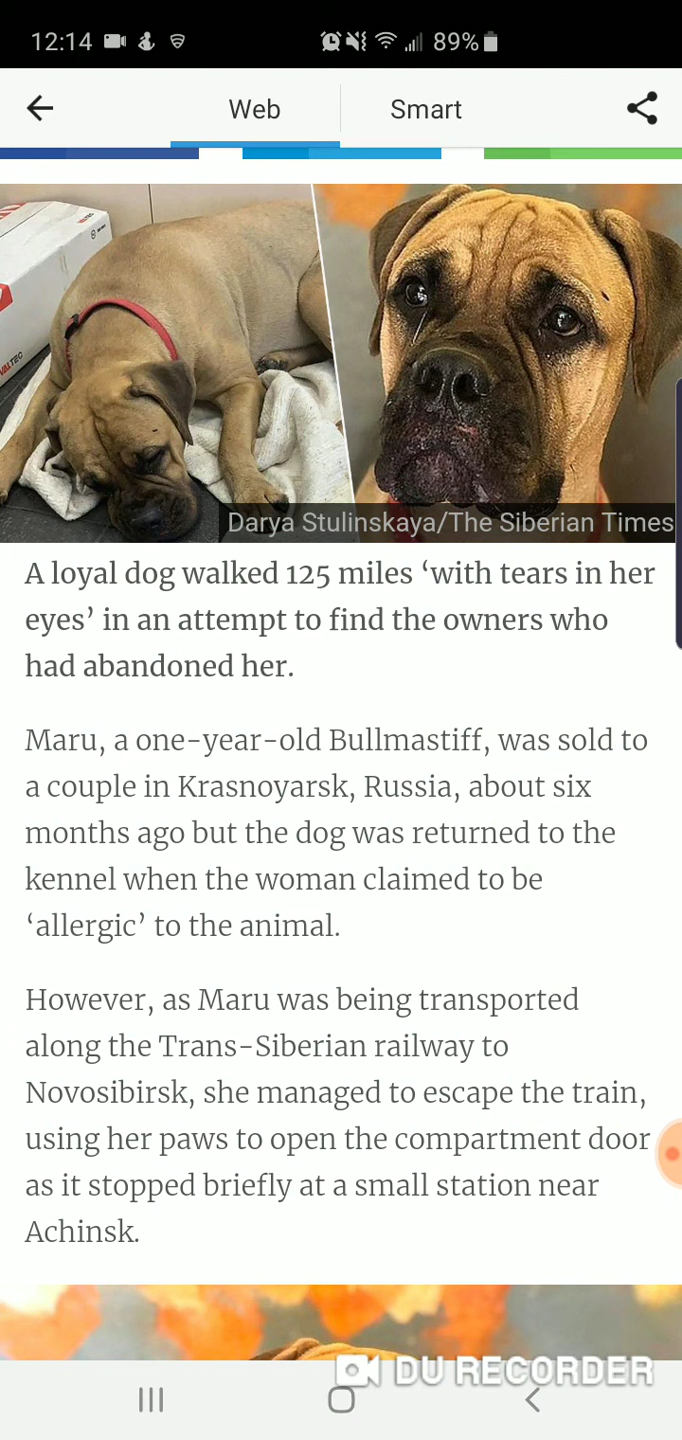 12:14
89%
Web
Smart
VALTEC
Darya Stulinskaya/The Siberian Times
A loyal dog walked 125 miles ‘with tears in her
eyes’ in an attempt to find the owners who
had abandoned her.
Maru, a one-year-old Bullmastiff, was sold to
a couple in Krasnoyarsk, Russia, about six
months ago but the dog was returned to the
kennel when the woman claimed to be
‘allergic’ to the animal.
However, as Maru was being transported
along the Trans-Siberian railway to
Novosibirsk, she managed to escape the train,
using her paws to open the compartment door
as it stopped briefly at a small station near
Achinsk.
DU RECORDER